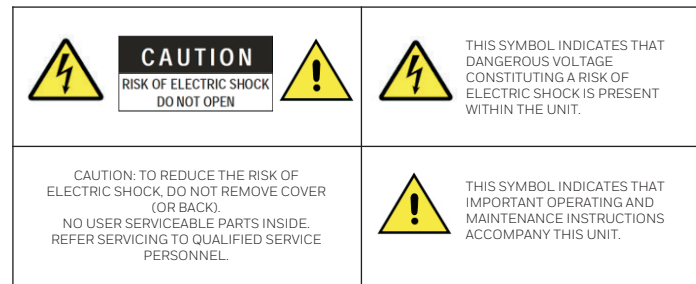 CAUTION
RISK OF ELECTRIC SHOCK
DO NOT OPEN
THIS SYMBOL INDICATES THAT
DANGEROUS VOLTAGE
CONSTITUTING A RISK OF
ELECTRIC SHOCK IS PRESENT
WITHIN THE UNIT.
CAUTION: TO REDUCE THE RISK OF
ELECTRIC SHOCK, DO NOT REMOVE COVER
(OR BACK).
NO USER SERVICEABLE PARTS INSIDE.
REFER SERVICING TO QUALIFIED SERVICE
PERSONNEL.
THIS SYMBOL INDICATES THAT
IMPORTANT OPERATING AND
MAINTENANCE INSTRUCTIONS
ACCOMPANY THIS UNIT.